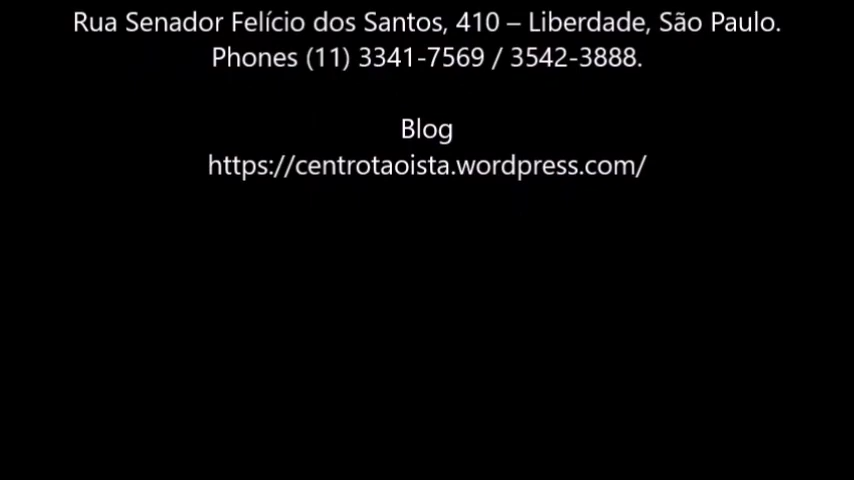 Rua Senador Felício dos Santos, 410 – Liberdade, São Paulo.
Phones (11) 3341-7569 / 3542-3888.
Blog
https://centrotaoista.wordpress.com/